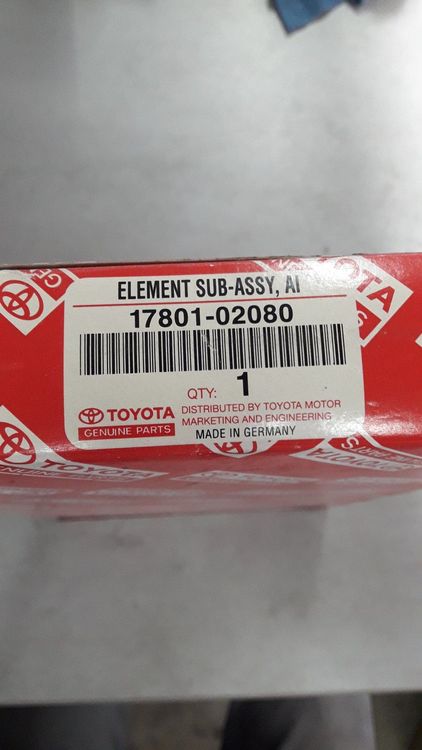 ELEMENT SUB-ASSY, AI
17801-02080
QTY: 1
TOYOTA
GENUINE PARTS
DISTRIBUTED BY TOYOTA MOTOR
MARKETING AND ENGINEERING
MADE IN GERMANY
TOYOTA